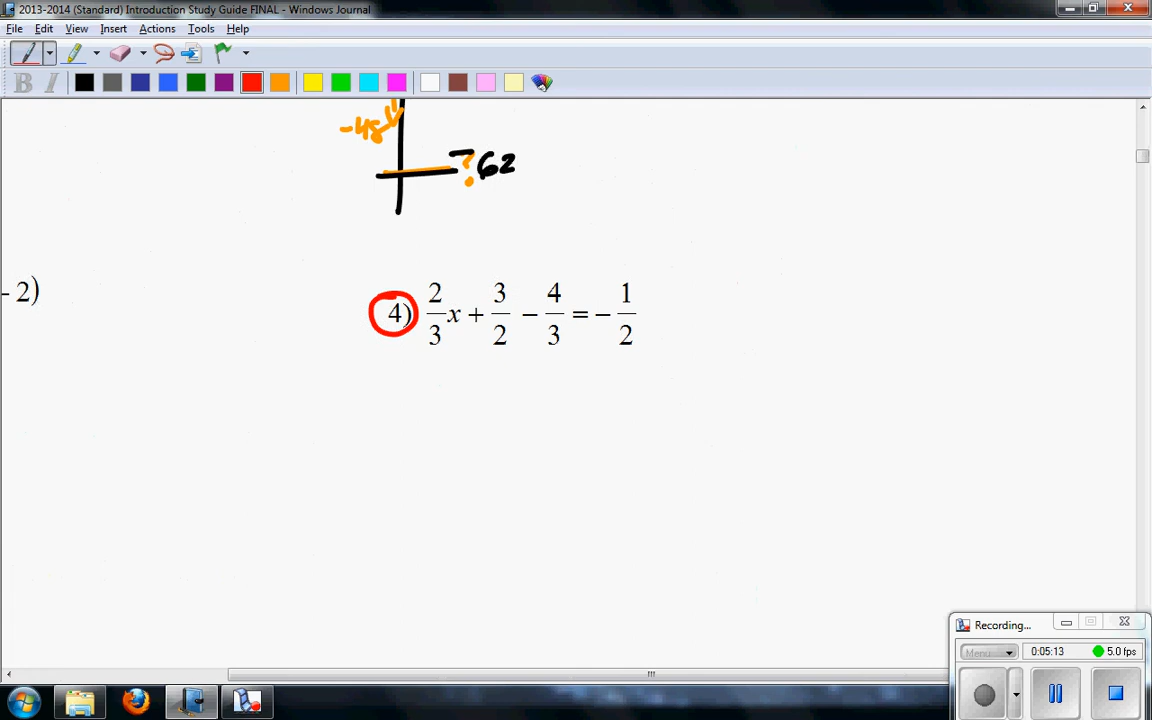 2013-2014 (Standard) Introduction Study Guide FINAL - Windows Journal
File Edit View Insert Actions Tools Help
B I
-48
? 62
- 2)
4) 2/3 x + 3/2 - 4/3 = - 1/2
Recording...
Menu 0:05:13 5.0 fps